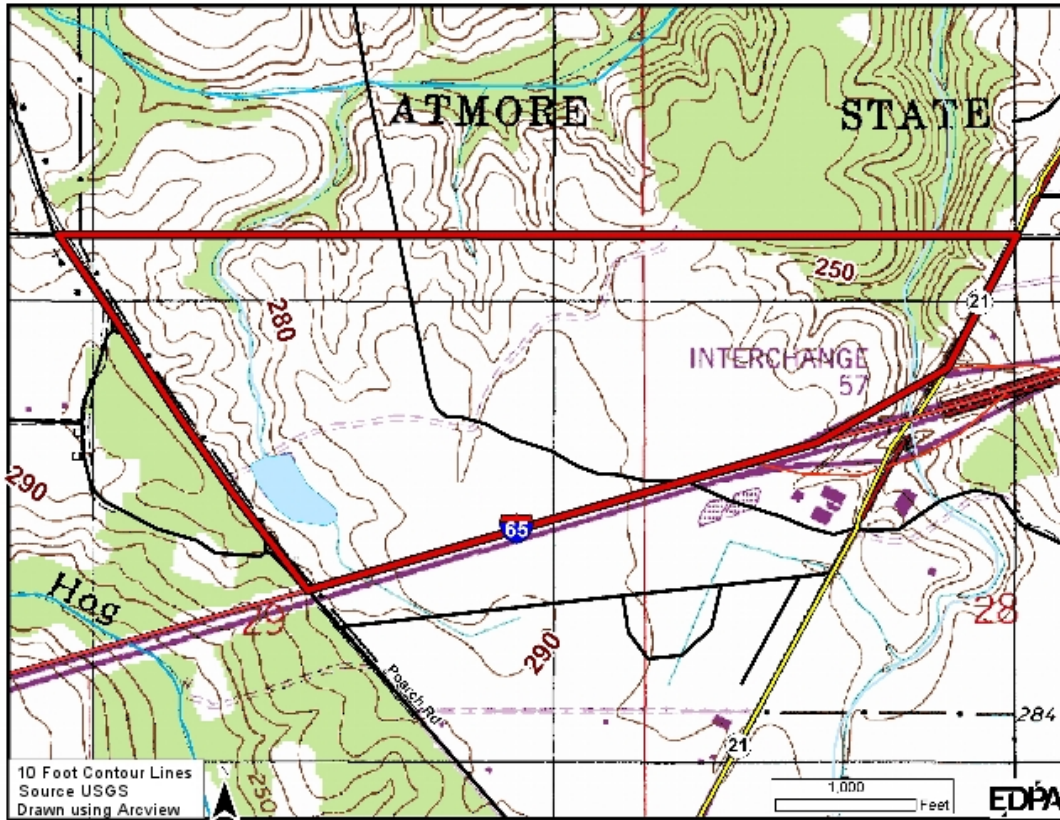 ATMORE STATE
250
21
280
INTERCHANGE
57
290
65
Hog
29
28
290
Poarch Rd
284
21
250
10 Foot Contour Lines
Source USGS
Drawn using Arcview
1,000
Feet
EDPA